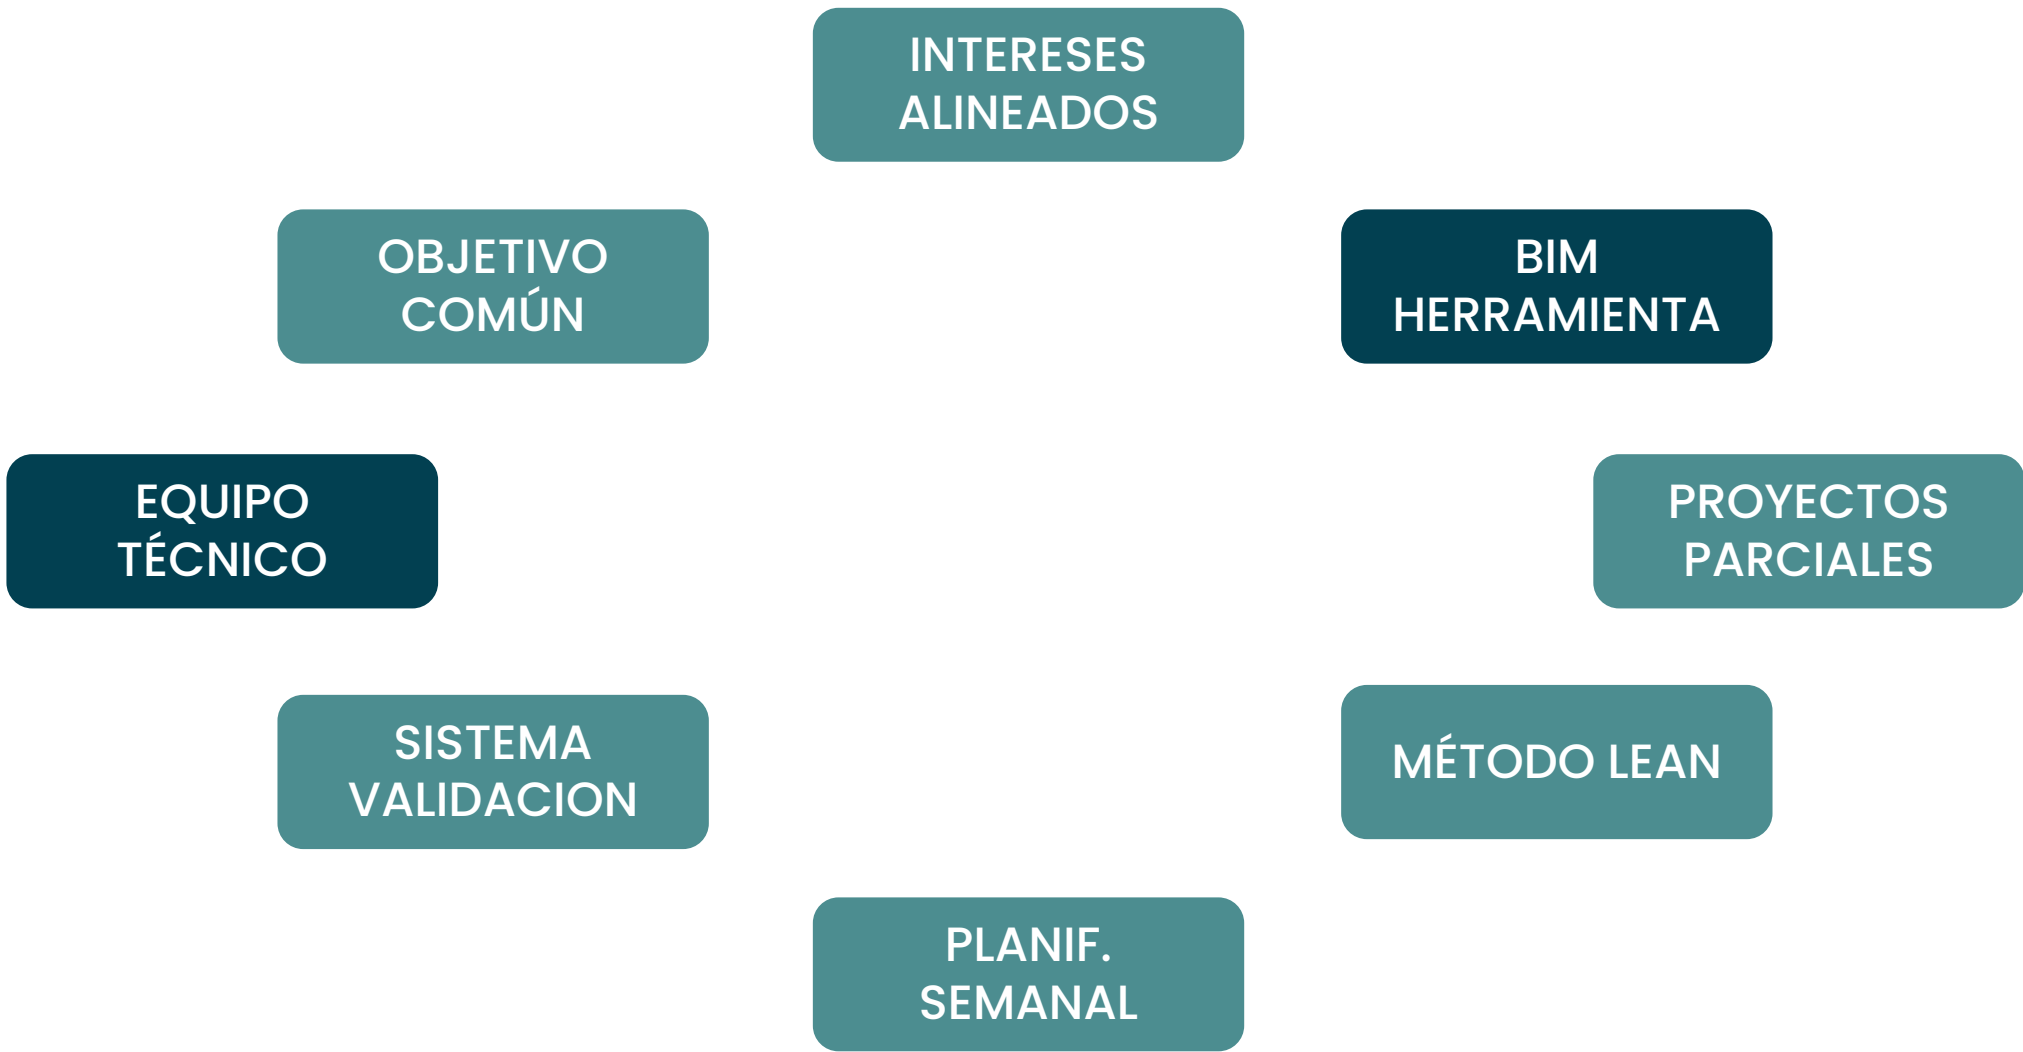 INTERESES
ALINEADOS
OBJETIVO
COMÚN
BIM
HERRAMIENTA
EQUIPO
TÉCNICO
PROYECTOS
PARCIALES
SISTEMA
VALIDACION
MÉTODO LEAN
PLANIF.
SEMANAL